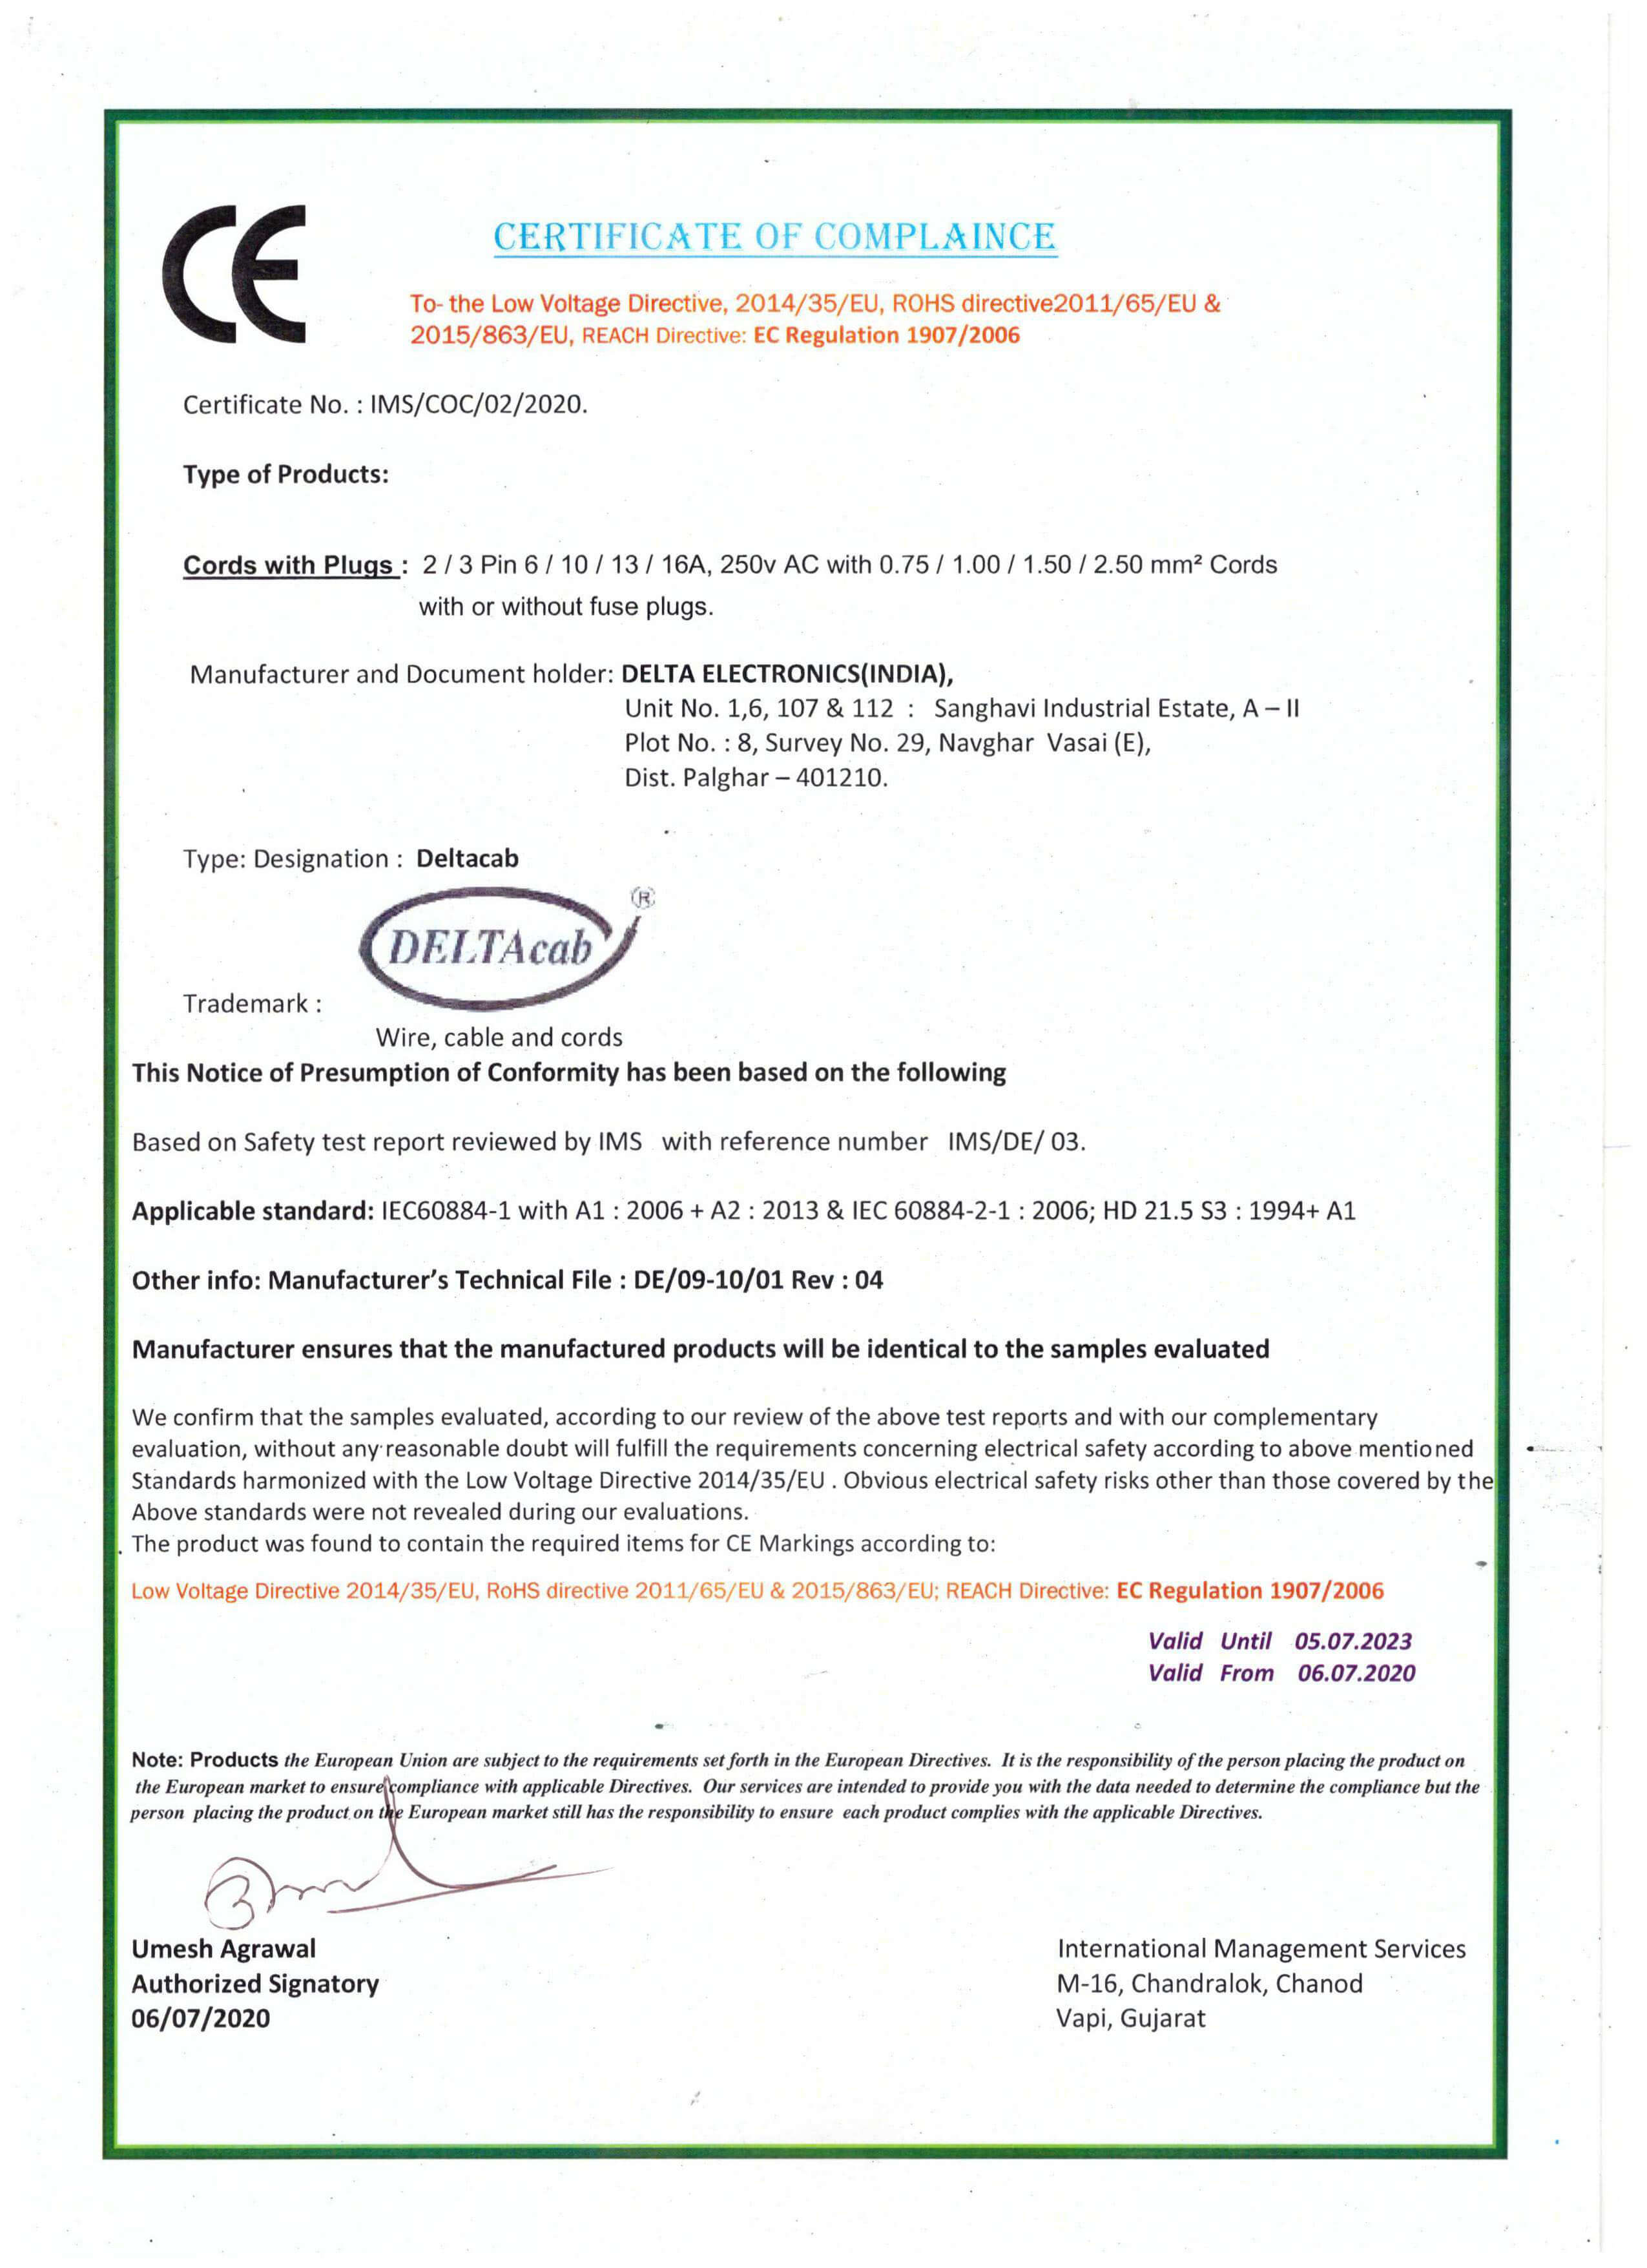 CE
CERTIFICATE OF COMPLAINCE
To- the Low Voltage Directive, 2014/35/EU, ROHS directive2011/65/EU &
2015/863/EU, REACH Directive: EC Regulation 1907/2006
Certificate No. : IMS/COC/02/2020.
Type of Products:
Cords with Plugs : 2 / 3 Pin 6 / 10 / 13 / 16A, 250v AC with 0.75 / 1.00 / 1.50 / 2.50 mm² Cords
with or without fuse plugs.
Manufacturer and Document holder: DELTA ELECTRONICS(INDIA),
Unit No. 1,6, 107 & 112 : Sanghavi Industrial Estate, A – II
Plot No. : 8, Survey No. 29, Navghar Vasai (E),
Dist. Palghar – 401210.
Type: Designation : Deltacab
DELTAcab ®
Trademark :
Wire, cable and cords
This Notice of Presumption of Conformity has been based on the following
Based on Safety test report reviewed by IMS with reference number IMS/DE/ 03.
Applicable standard: IEC60884-1 with A1 : 2006 + A2 : 2013 & IEC 60884-2-1 : 2006; HD 21.5 S3 : 1994+ A1
Other info: Manufacturer’s Technical File : DE/09-10/01 Rev : 04
Manufacturer ensures that the manufactured products will be identical to the samples evaluated
We confirm that the samples evaluated, according to our review of the above test reports and with our complementary
evaluation, without any reasonable doubt will fulfill the requirements concerning electrical safety according to above mentioned
Standards harmonized with the Low Voltage Directive 2014/35/EU . Obvious electrical safety risks other than those covered by the
Above standards were not revealed during our evaluations.
. The product was found to contain the required items for CE Markings according to:
Low Voltage Directive 2014/35/EU, RoHS directive 2011/65/EU & 2015/863/EU; REACH Directive: EC Regulation 1907/2006
Valid Until 05.07.2023
Valid From 06.07.2020
Note: Products the European Union are subject to the requirements set forth in the European Directives. It is the responsibility of the person placing the product on
the European market to ensure compliance with applicable Directives. Our services are intended to provide you with the data needed to determine the compliance but the
person placing the product on the European market still has the responsibility to ensure each product complies with the applicable Directives.
Umesh Agrawal
Authorized Signatory
06/07/2020
International Management Services
M-16, Chandralok, Chanod
Vapi, Gujarat